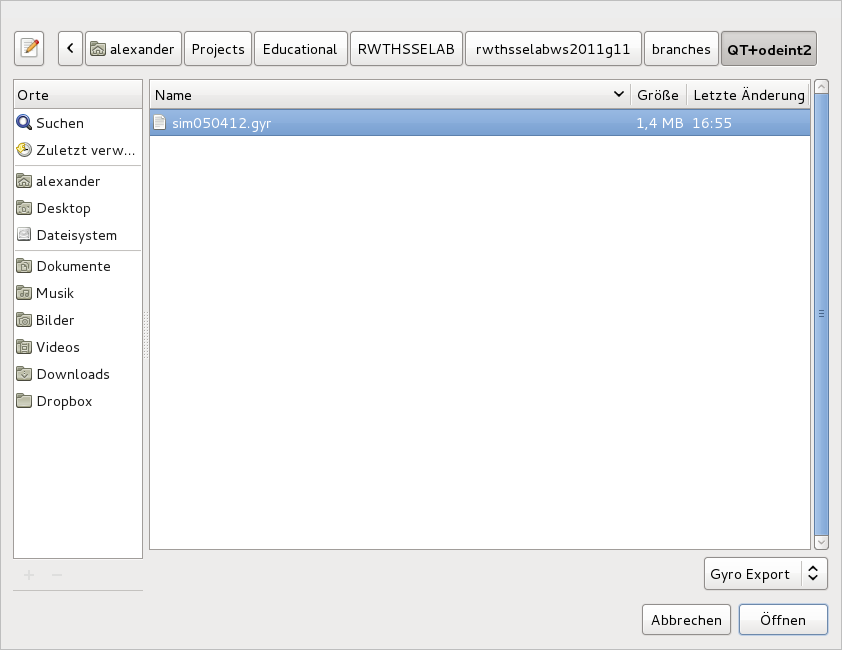 alexander Projects Educational RWTHSSELAB rwthsselabws2011g11 branches QT+odeint2
Orte
Suchen
Zuletzt verw...
alexander
Desktop
Dateisystem
Dokumente
Musik
Bilder
Videos
Downloads
Dropbox
Name Größe Letzte Änderung
sim050412.gyr 1,4 MB 16:55
Gyro Export
Abbrechen Öffnen